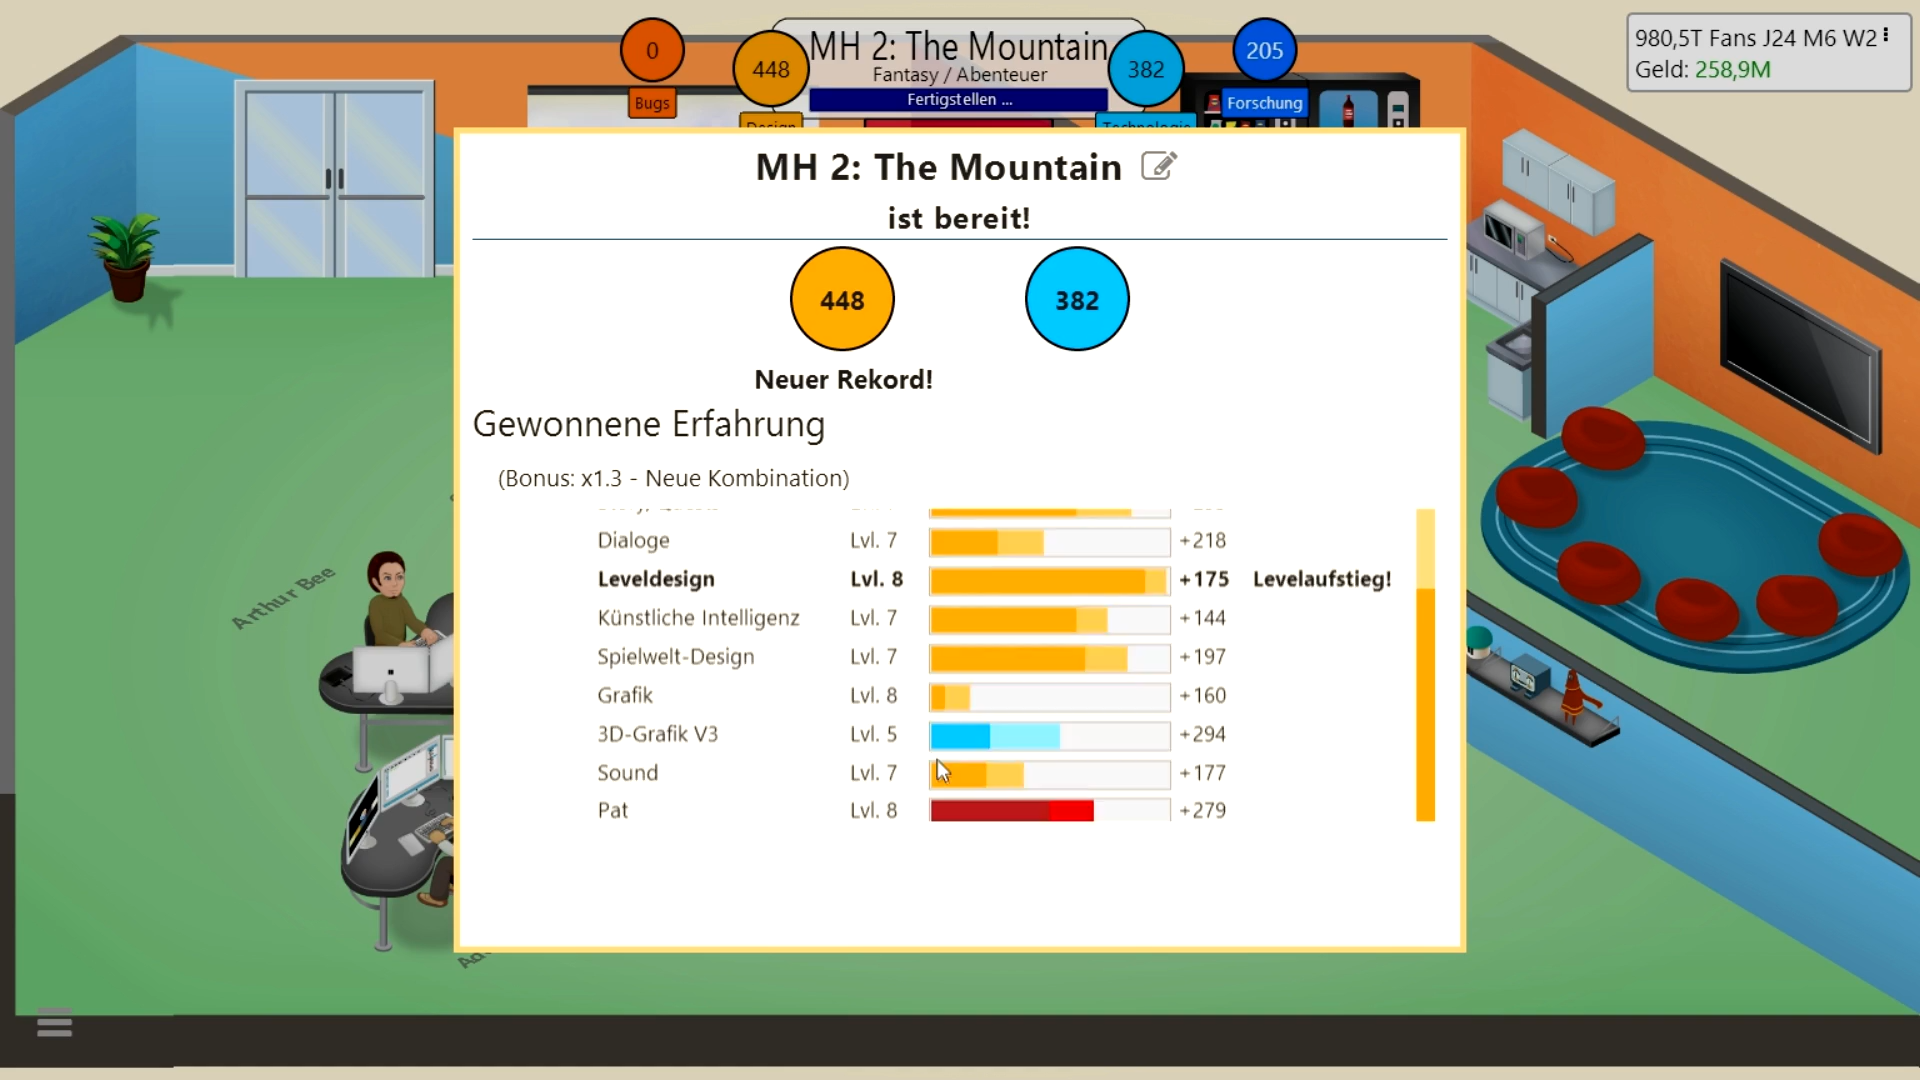 0
448
MH 2: The Mountain
382
205
980,5T Fans J24 M6 W2
Geld: 258,9M
Fantasy / Abenteuer
Bugs
Fertigstellen ...
Forschung
Design
Technologie
MH 2: The Mountain
ist bereit!
448
382
Neuer Rekord!
Gewonnene Erfahrung
(Bonus: x1.3 - Neue Kombination)
Dialoge Lvl. 7 +218
Leveldesign Lvl. 8 +175 Levelaufstieg!
Künstliche Intelligenz Lvl. 7 +144
Spielwelt-Design Lvl. 7 +197
Grafik Lvl. 8 +160
3D-Grafik V3 Lvl. 5 +294
Sound Lvl. 7 +177
Pat Lvl. 8 +279
Arthur Bee